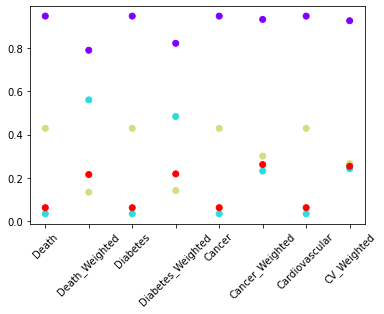 0.8
0.6
0.4
0.2
0.0
Death
Death_Weighted
Diabetes
Diabetes_Weighted
Cancer
Cancer_Weighted
Cardiovascular
CV_Weighted